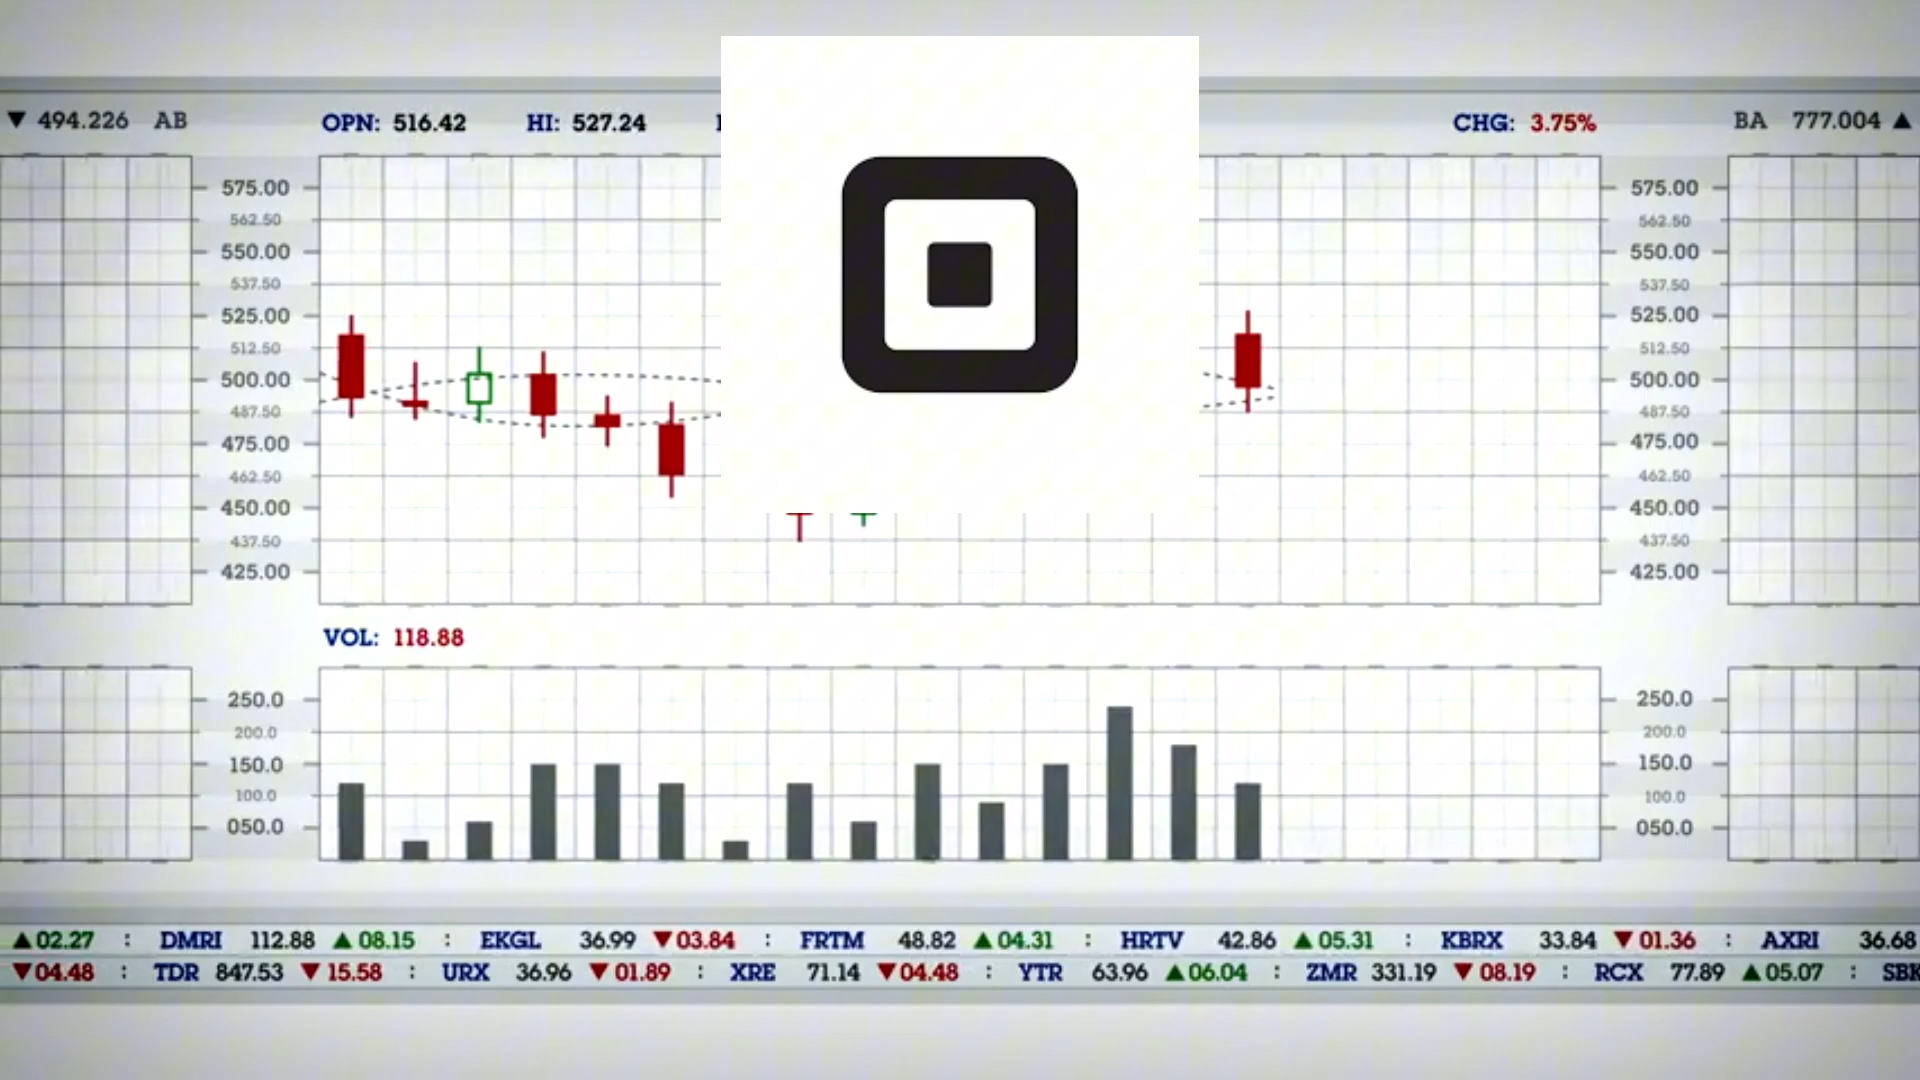 ▼ 494.226 AB
OPN: 516.42 HI: 527.24
CHG: 3.75%
BA 777.004 ▲
575.00 575.00
562.50 562.50
550.00 550.00
537.50 537.50
525.00 525.00
512.50 512.50
500.00 500.00
487.50 487.50
475.00 475.00
462.50 462.50
450.00 450.00
437.50 437.50
425.00 425.00
VOL: 118.88
250.0 250.0
200.0 200.0
150.0 150.0
100.0 100.0
050.0 050.0
▲02.27 : DMRI 112.88 ▲08.15 : EKGL 36.99 ▼03.84 : FRTM 48.82 ▲04.31 : HRTV 42.86 ▲05.31 : KBRX 33.84 ▼01.36 : AXRI 36.68
▼04.48 : TDR 847.53 ▼15.58 : URX 36.96 ▼01.89 : XRE 71.14 ▼04.48 : YTR 63.96 ▲06.04 : ZMR 331.19 ▼08.19 : RCX 77.89 ▲05.07 :